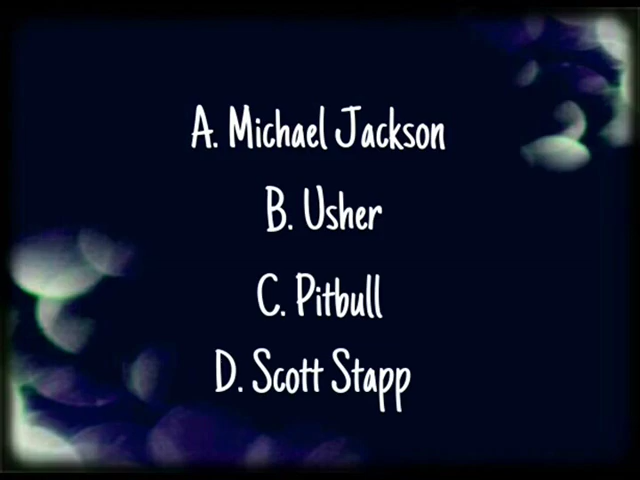 A. Michael Jackson
B. Usher
C. Pitbull
D. Scott Stapp